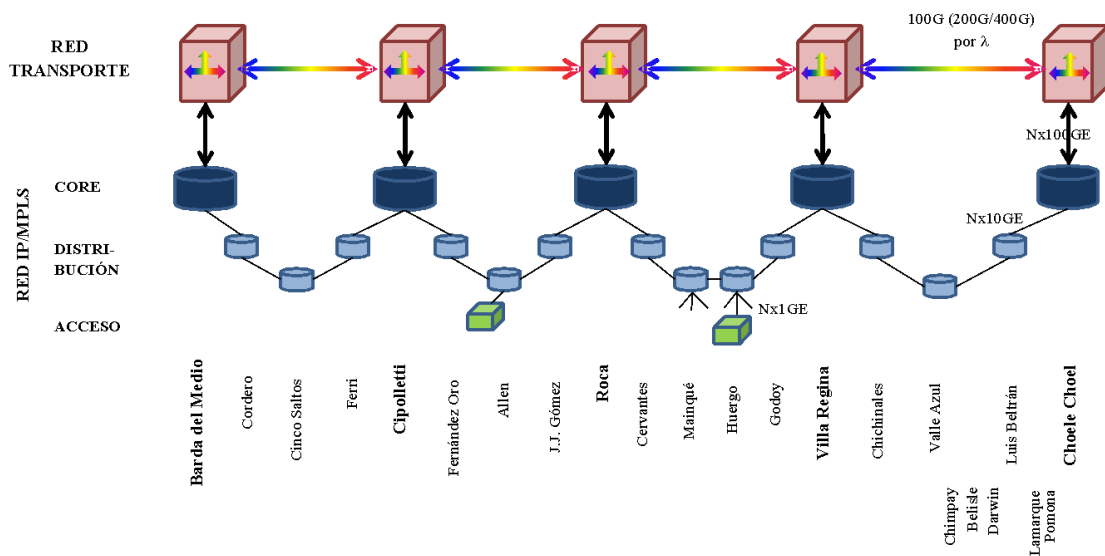 RED
TRANSPORTE
100G (200G/400G)
por λ
Nx100GE
RED IP/MPLS
CORE
Nx10GE
DISTRI-
BUCIÓN
Nx1GE
ACCESO
Barda del Medio
Cordero
Cinco Saltos
Ferri
Cipolletti
Fernández Oro
Allen
J.J. Gómez
Roca
Cervantes
Mainqué
Huergo
Godoy
Villa Regina
Chichinales
Valle Azul
Luis Beltrán
Choele Choel
Chimpay
Belisle
Darwin
Lamarque
Pomona